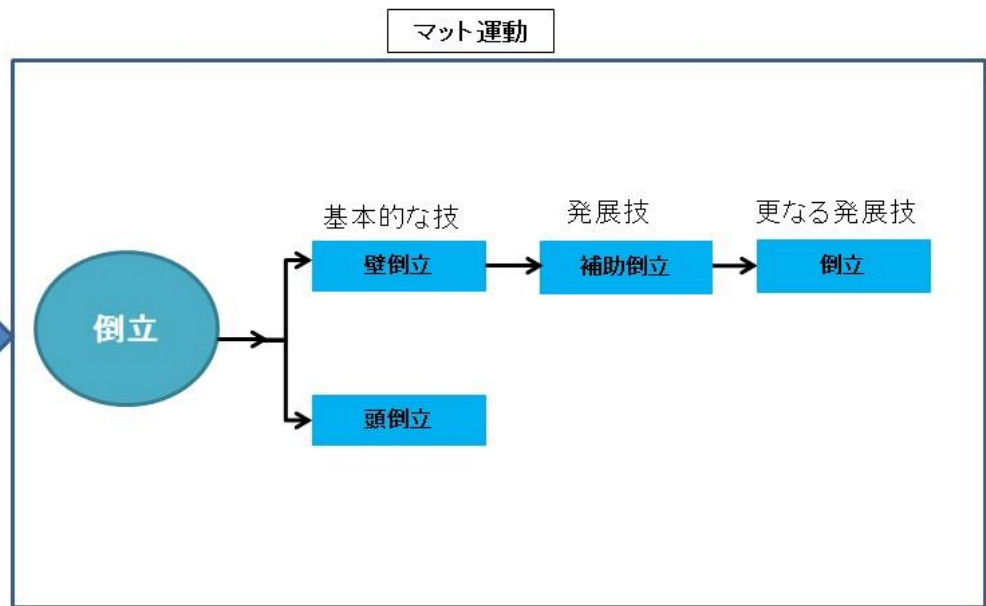 マット運動
基本的な技
発展技
更なる発展技
壁倒立
補助倒立
倒立
倒立
頭倒立